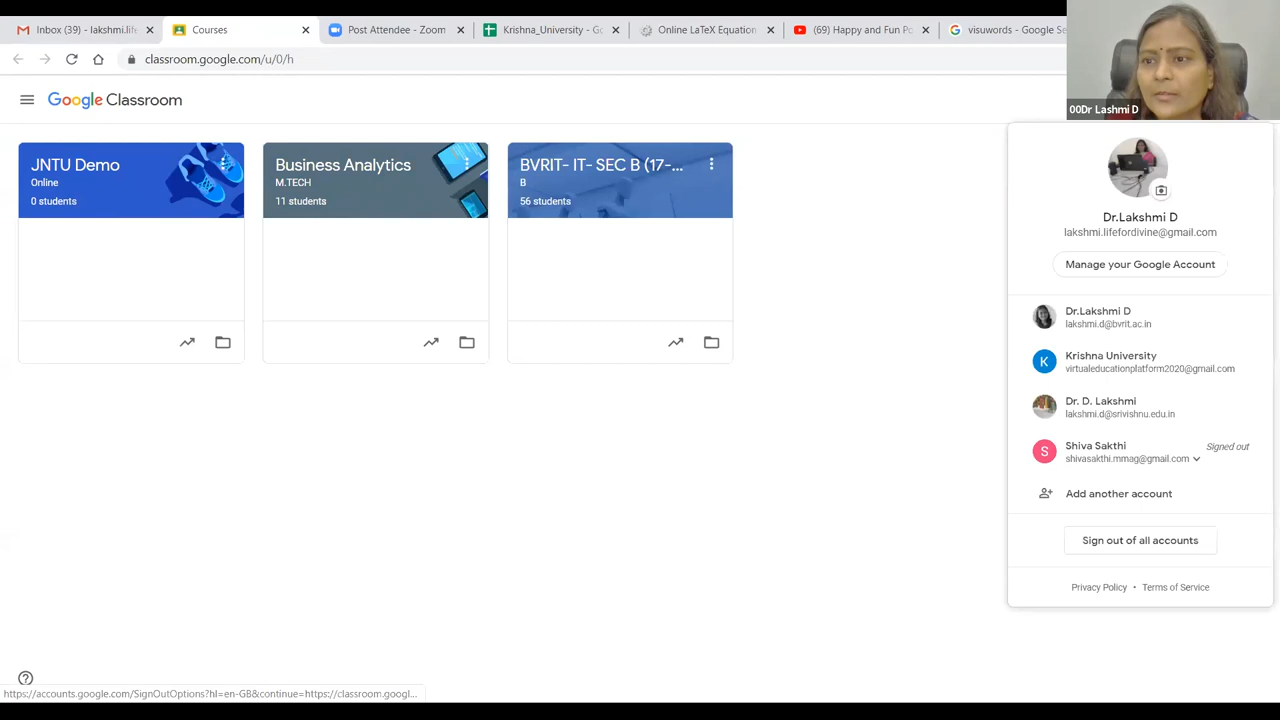 Inbox (39) - lakshmi.life
Courses
Post Attendee - Zoom
Krishna_University - Go
Online LaTeX Equation
(69) Happy and Fun Po
visuwords - Google Se
classroom.google.com/u/0/h
00Dr Lashmi D
Google Classroom
JNTU Demo
Online
0 students
Business Analytics
M.TECH
11 students
BVRIT- IT- SEC B (17-...
B
56 students
Dr.Lakshmi D
lakshmi.lifefordivine@gmail.com
Manage your Google Account
Dr.Lakshmi D
lakshmi.d@bvrit.ac.in
K
Krishna University
virtualeducationplatform2020@gmail.com
Dr. D. Lakshmi
lakshmi.d@srivishnu.edu.in
S
Shiva Sakthi
Signed out
shivasakthi.mmag@gmail.com
Add another account
Sign out of all accounts
Privacy Policy • Terms of Service
https://accounts.google.com/SignOutOptions?hl=en-GB&continue=https://classroom.googl...